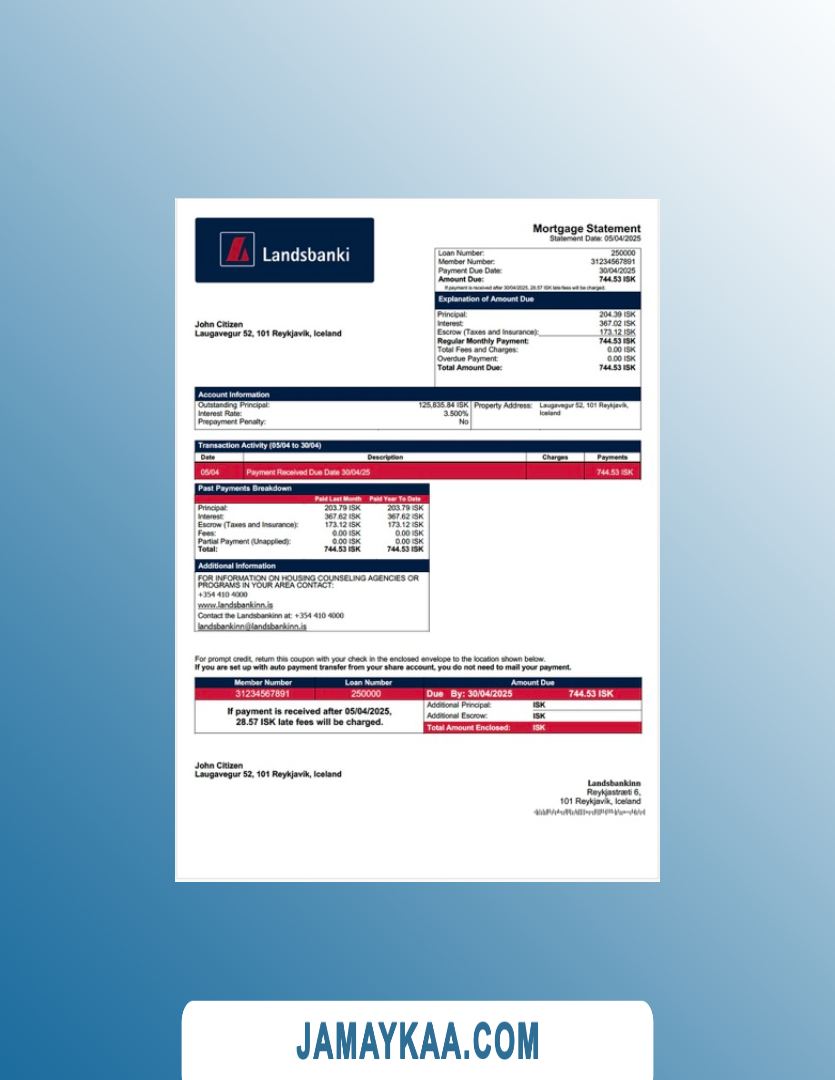 Landsbanki
Mortgage Statement
Statement Date: 05/04/2025
Loan Number: 250000
Member Number: 31234567891
Payment Due Date: 30/04/2025
Amount Due: 744.53 ISK
If payment is received after 30/04/2025, 28.57 ISK late fees will be charged.
Explanation of Amount Due
Principal: 204.39 ISK
Interest: 367.02 ISK
Escrow (Taxes and Insurance): 173.12 ISK
Regular Monthly Payment: 744.53 ISK
Total Fees and Charges: 0.00 ISK
Overdue Payment: 0.00 ISK
Total Amount Due: 744.53 ISK
John Citizen
Laugavegur 52, 101 Reykjavik, Iceland
Account Information
Outstanding Principal: 125,835.84 ISK Property Address: Laugavegur 52, 101 Reykjavik,
Interest Rate: 3.500% Iceland
Prepayment Penalty: No
Transaction Activity (05/04 to 30/04)
Date Description Charges Payments
05/04 Payment Received Due Date 30/04/25 744.53 ISK
Past Payments Breakdown
Paid Last Month Paid Year To Date
Principal: 203.79 ISK 203.79 ISK
Interest: 367.62 ISK 367.62 ISK
Escrow (Taxes and Insurance): 173.12 ISK 173.12 ISK
Fees: 0.00 ISK 0.00 ISK
Partial Payment (Unapplied): 0.00 ISK 0.00 ISK
Total: 744.53 ISK 744.53 ISK
Additional Information
FOR INFORMATION ON HOUSING COUNSELING AGENCIES OR
PROGRAMS IN YOUR AREA CONTACT:
+354 410 4000
www.landsbankinn.is
Contact the Landsbankinn at: +354 410 4000
landsbankinn@landsbankinn.is
For prompt credit, return this coupon with your check in the enclosed envelope to the location shown below.
If you are set up with auto payment transfer from your share account, you do not need to mail your payment.
Member Number Loan Number Amount Due
31234567891 250000 Due By: 30/04/2025 744.53 ISK
If payment is received after 05/04/2025,
28.57 ISK late fees will be charged.
Additional Principal: ISK
Additional Escrow: ISK
Total Amount Enclosed: ISK
John Citizen
Laugavegur 52, 101 Reykjavik, Iceland
Landsbankinn
Reykjastræti 6,
101 Reykjavik, Iceland
JAMAYKAA.COM